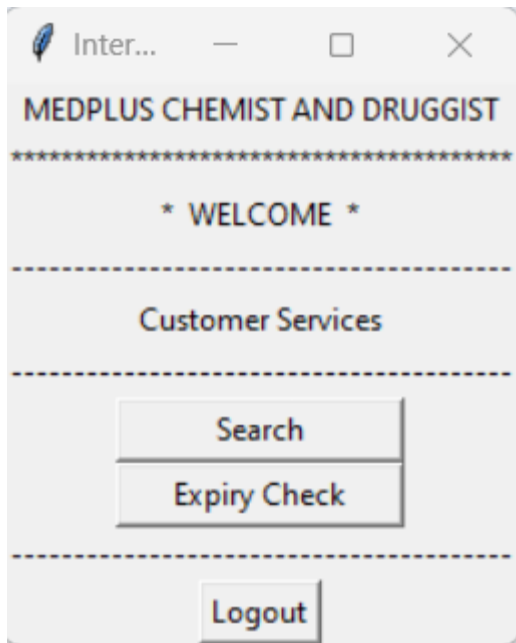 Inter...
MEDPLUS CHEMIST AND DRUGGIST
****************************************
* WELCOME *
----------------------------------------
Customer Services
----------------------------------------
Search
Expiry Check
----------------------------------------
Logout